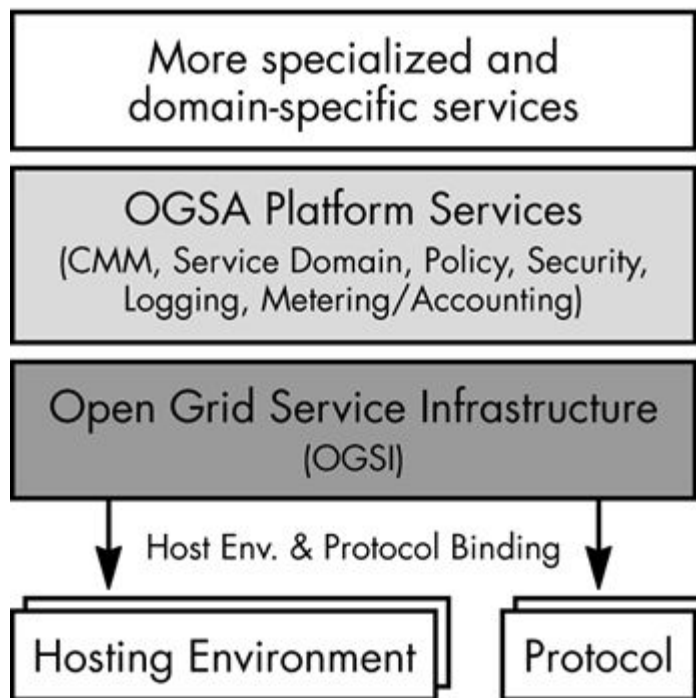 More specialized and
domain-specific services
OGSA Platform Services
(CMM, Service Domain, Policy, Security,
Logging, Metering/Accounting)
Open Grid Service Infrastructure
(OGSI)
Host Env. & Protocol Binding
Hosting Environment
Protocol